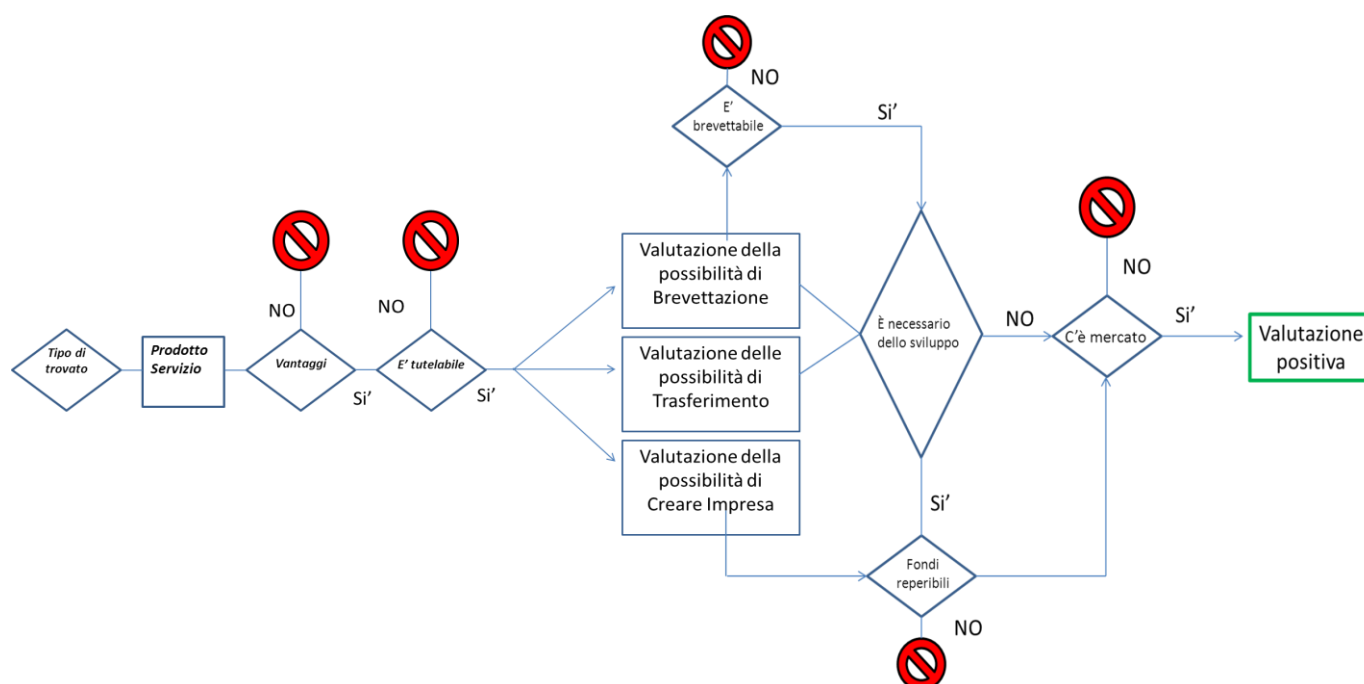 NO
E’
brevettabile
Si’
Tipo di
trovato
Prodotto
Servizio
NO
Vantaggi
Si’
NO
E’ tutelabile
Si’
Valutazione della
possibilità di
Brevettazione
Valutazione delle
possibilità di
Trasferimento
Valutazione della
possibilità di
Creare Impresa
È necessario
dello sviluppo
NO
Si’
Fondi
reperibili
NO
NO
C’è mercato
Si’
Valutazione
positiva